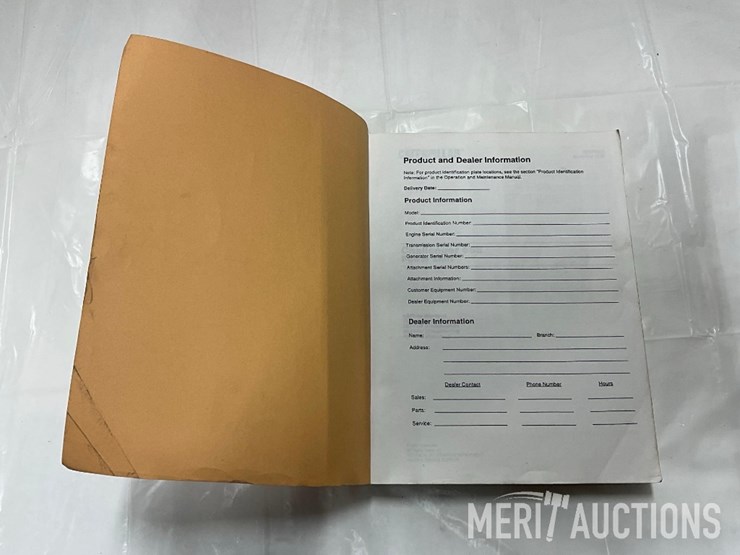 Product and Dealer Information
Note: For product identification plate locations, see the section "Product Identification
Information" in the Operation and Maintenance Manual.
Delivery Date:
Product Information
Model:
Product Identification Number:
Engine Serial Number:
Transmission Serial Number:
Generator Serial Number:
Attachment Serial Numbers:
Attachment Information:
Customer Equipment Number:
Dealer Equipment Number:
Dealer Information
Name: Branch:
Address:
Dealer Contact Phone Number Hours
Sales:
Parts:
Service:
MERIT AUCTIONS